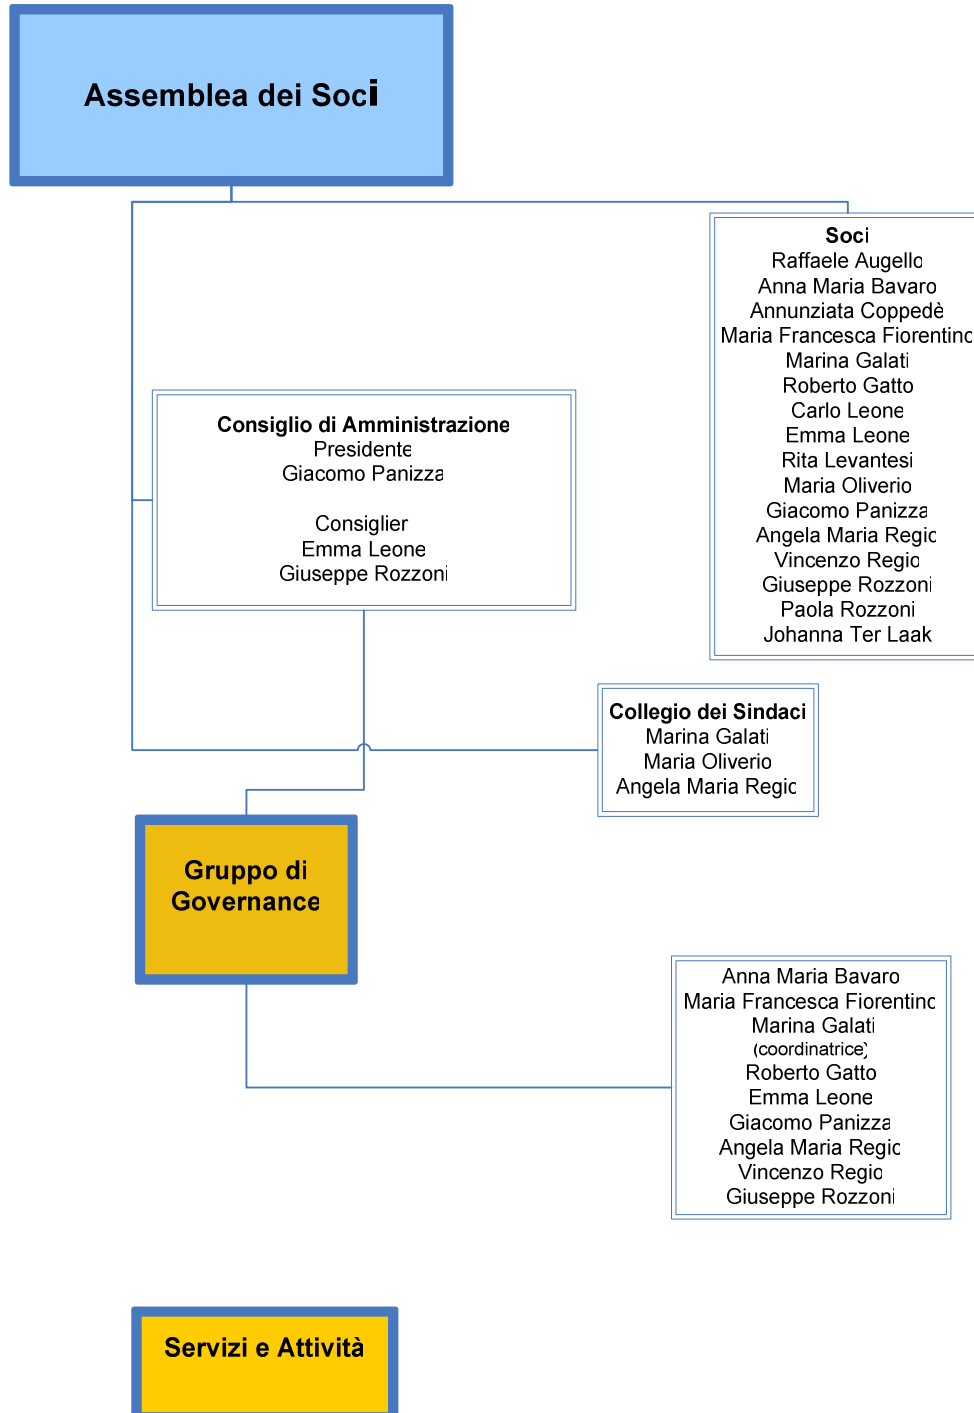 Assemblea dei Soci
Soci
Raffaele Augello
Anna Maria Bavaro
Annunziata Coppedè
Maria Francesca Fiorentino
Marina Galati
Roberto Gatto
Carlo Leone
Emma Leone
Rita Levantesi
Maria Oliverio
Giacomo Panizza
Angela Maria Regio
Vincenzo Regio
Giuseppe Rozzoni
Paola Rozzoni
Johanna Ter Laak
Consiglio di Amministrazione
Presidente
Giacomo Panizza
Consiglier
Emma Leone
Giuseppe Rozzoni
Collegio dei Sindaci
Marina Galati
Maria Oliverio
Angela Maria Regio
Gruppo di
Governance
Anna Maria Bavaro
Maria Francesca Fiorentino
Marina Galati
(coordinatrice)
Roberto Gatto
Emma Leone
Giacomo Panizza
Angela Maria Regio
Vincenzo Regio
Giuseppe Rozzoni
Servizi e Attività